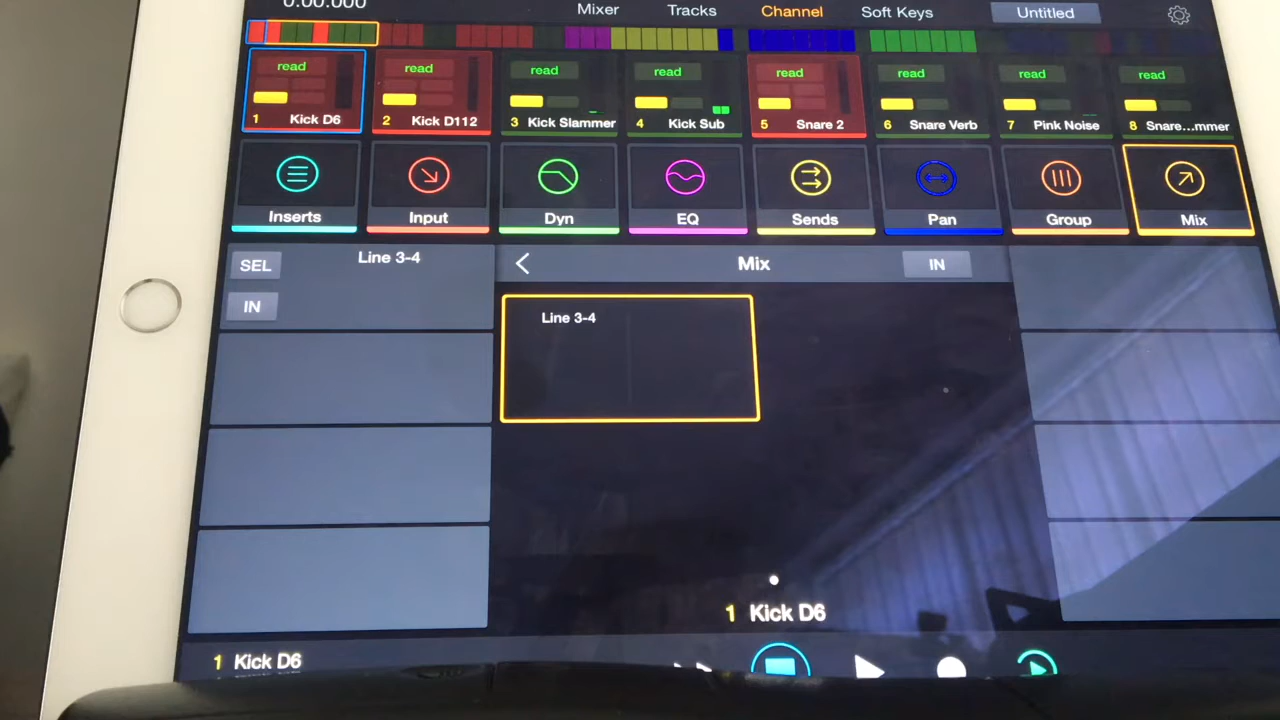 0:00:000
Mixer Tracks Channel Soft Keys Untitled
read read read read read read read read
1 Kick D6 2 Kick D112 3 Kick Slammer 4 Kick Sub 5 Snare 2 6 Snare Verb 7 Pink Noise 8 Snare...mmer
Inserts Input Dyn EQ Sends Pan Group Mix
SEL Line 3-4 Mix IN
IN
Line 3-4
1 Kick D6
1 Kick D6